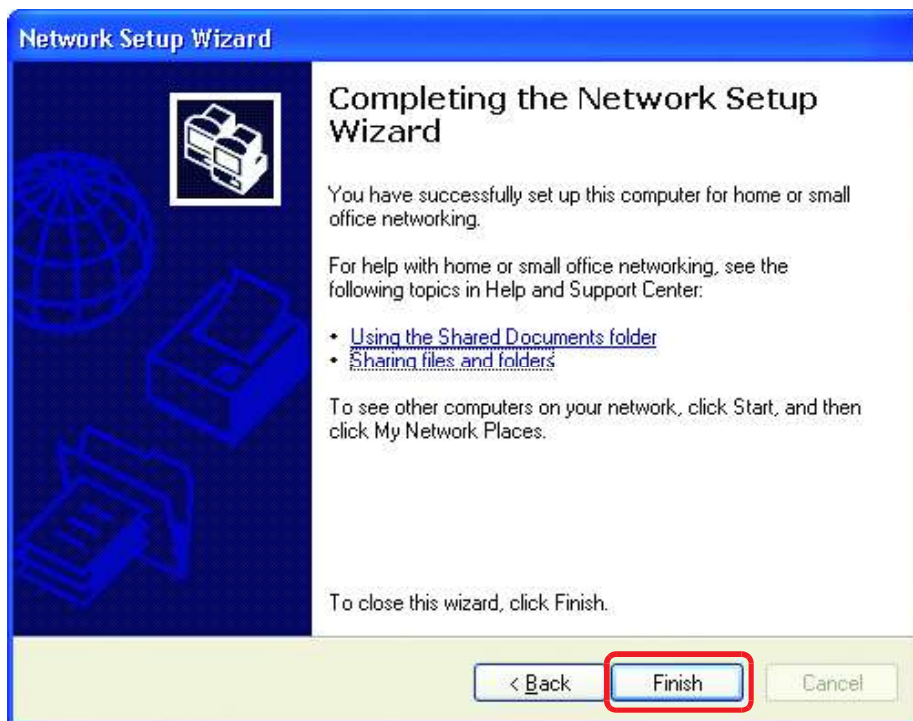 Network Setup Wizard
Completing the Network Setup
Wizard
You have successfully set up this computer for home or small
office networking.
For help with home or small office networking, see the
following topics in Help and Support Center:
• Using the Shared Documents folder
• Sharing files and folders
To see other computers on your network, click Start, and then
click My Network Places.
To close this wizard, click Finish.
< Back Finish Cancel